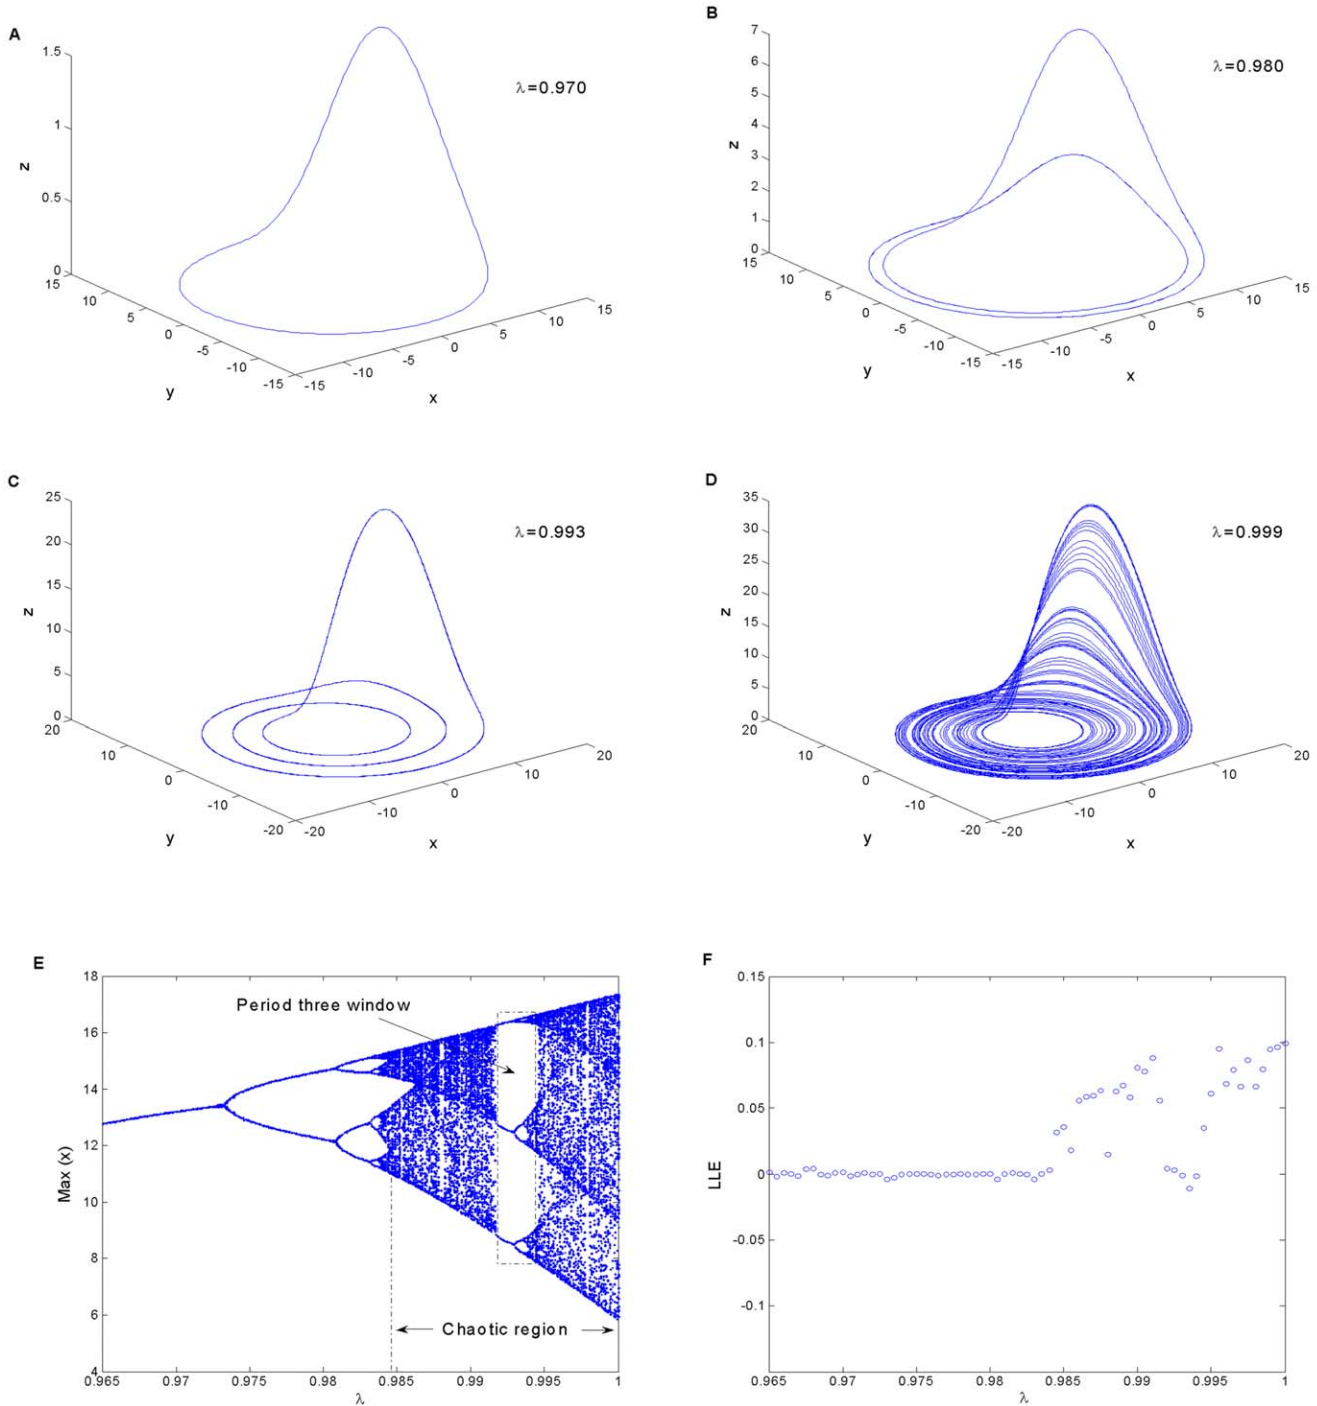 A
λ=0.970
1.5
1
0.5
0
z
15
10
5
0
-5
-10
-15
y
-15
-10
-5
0
5
10
15
x
B
λ=0.980
7
6
5
4
3
2
1
0
z
15
10
5
0
-5
-10
-15
y
-15
-10
-5
0
5
10
15
x
C
λ=0.993
25
20
15
10
5
0
z
20
10
0
-10
-20
y
-20
-10
0
10
20
x
D
λ=0.999
35
30
25
20
15
10
5
0
z
20
10
0
-10
-20
y
-20
-10
0
10
20
x
E
18
16
14
12
10
8
6
4
Max (x)
Period three window
Chaotic region
0.965 0.97 0.975 0.98 0.985 0.99 0.995 1
λ
F
0.15
0.1
0.05
0
-0.05
-0.1
LLE
0.965 0.97 0.975 0.98 0.985 0.99 0.995 1
λ